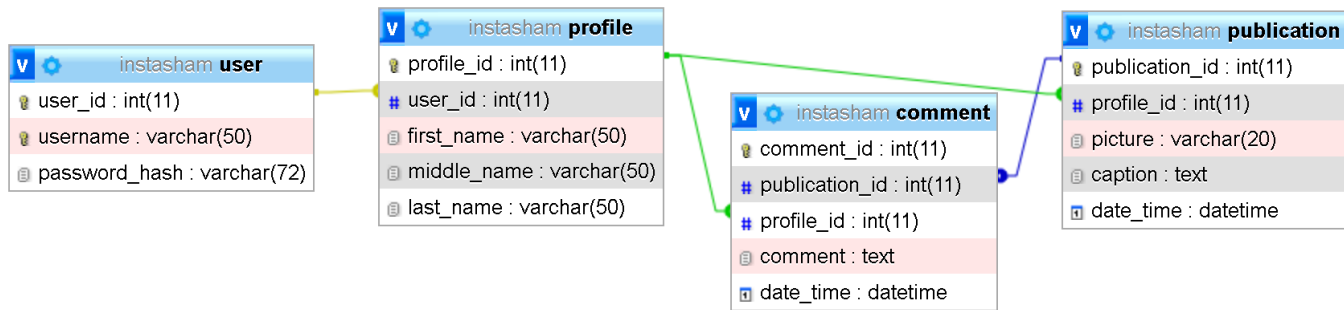 v instasham user
user_id : int(11)
username : varchar(50)
password_hash : varchar(72)
v instasham profile
profile_id : int(11)
# user_id : int(11)
first_name : varchar(50)
middle_name : varchar(50)
last_name : varchar(50)
v instasham comment
comment_id : int(11)
# publication_id : int(11)
# profile_id : int(11)
comment : text
date_time : datetime
v instasham publication
publication_id : int(11)
# profile_id : int(11)
picture : varchar(20)
caption : text
date_time : datetime